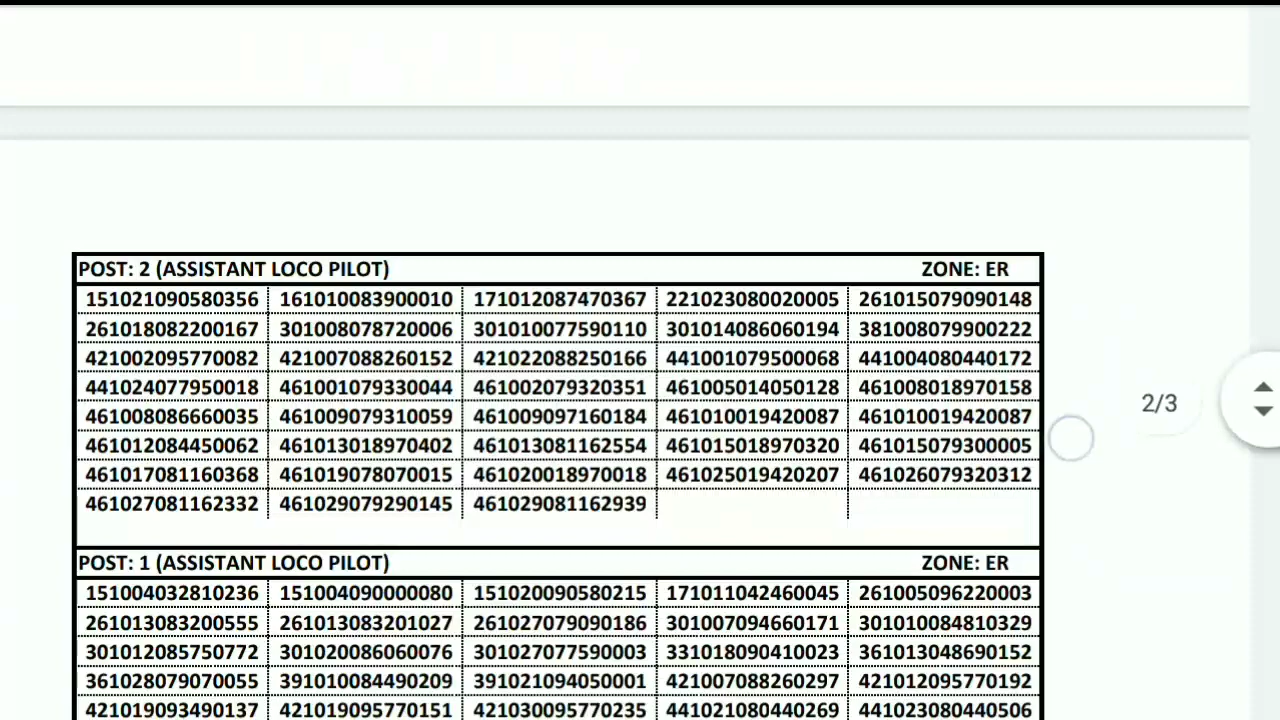 POST: 2 (ASSISTANT LOCO PILOT) ZONE: ER
151021090580356 161010083900010 171012087470367 221023080020005 261015079090148
261018082200167 301008078720006 301010077590110 301014086060194 381008079900222
421002095770082 421007088260152 421022088250166 441001079500068 441004080440172
441024077950018 461001079330044 461002079320351 461005014050128 461008018970158
461008086660035 461009079310059 461009097160184 461010019420087 461010019420087
461012084450062 461013018970402 461013081162554 461015018970320 461015079300005
461017081160368 461019078070015 461020018970018 461025019420207 461026079320312
461027081162332 461029079290145 461029081162939
POST: 1 (ASSISTANT LOCO PILOT) ZONE: ER
151004032810236 151004090000080 151020090580215 171011042460045 261005096220003
261013083200555 261013083201027 261027079090186 301007094660171 301010084810329
301012085750772 301020086060076 301027077590003 331018090410023 361013048690152
361028079070055 391010084490209 391021094050001 421007088260297 421012095770192
421019093490137 421019095770151 421030095770235 441021080440269 441023080440506
2/3